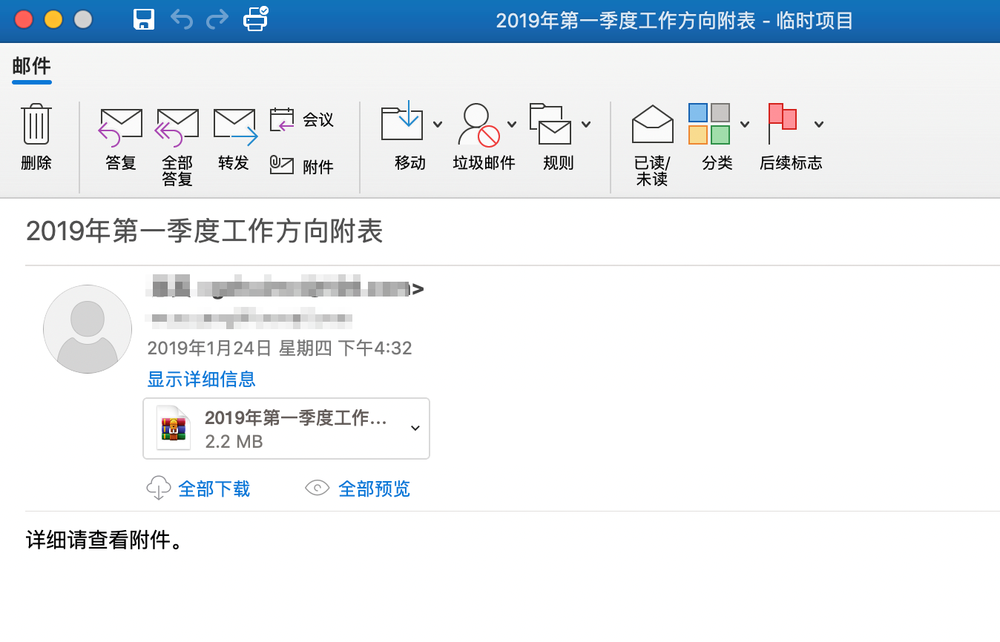 2019年第一季度工作方向附表 - 临时项目
邮件
删除
答复
全部
答复
转发
会议
附件
移动
垃圾邮件
规则
已读/
未读
分类
后续标志
2019年第一季度工作方向附表
>
2019年1月24日 星期四 下午4:32
显示详细信息
2019年第一季度工作...
2.2 MB
全部下载
全部预览
详细请查看附件。